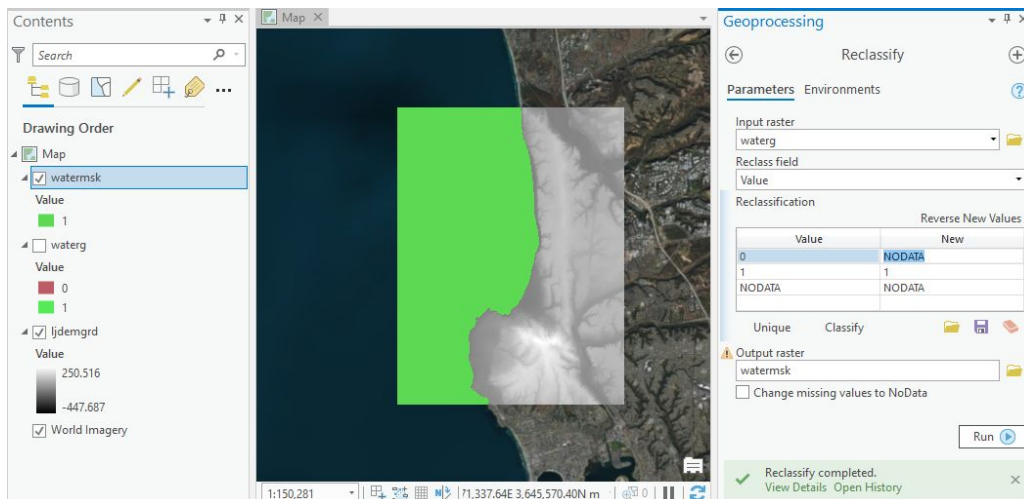 Contents
Search
Drawing Order
Map
watermsk
Value
1
waterg
Value
0
1
ljdemgrd
Value
250.516
-447.687
World Imagery
Map
1:150,281
71,337.64E 3,645,570.40N m
0
Geoprocessing
Reclassify
Parameters Environments
Input raster
waterg
Reclass field
Value
Reclassification
Reverse New Values
Value New
0 NODATA
1 1
NODATA NODATA
Unique Classify
Output raster
watermsk
Change missing values to NoData
Run
Reclassify completed.
View Details Open History